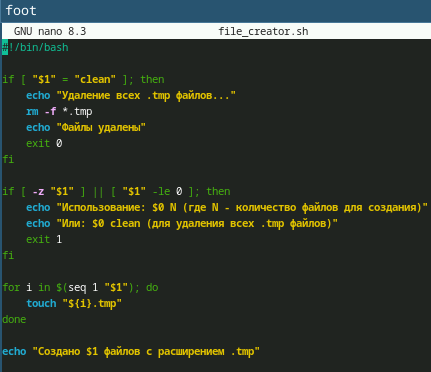 foot
GNU nano 8.3 file_creator.sh
#!/bin/bash
if [ "$1" = "clean" ]; then
echo "Удаление всех .tmp файлов..."
rm -f *.tmp
echo "Файлы удалены"
exit 0
fi
if [ -z "$1" ] || [ "$1" -le 0 ]; then
echo "Использование: $0 N (где N - количество файлов для создания)"
echo "Или: $0 clean (для удаления всех .tmp файлов)"
exit 1
fi
for i in $(seq 1 "$1"); do
touch "${i}.tmp"
done
echo "Создано $1 файлов с расширением .tmp"